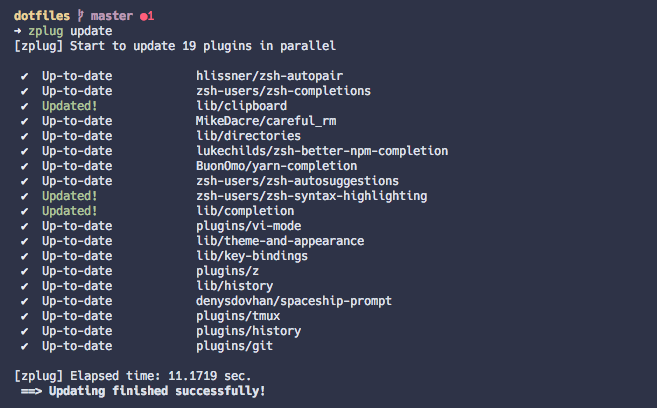 dotfiles master ●1
➜ zplug update
[zplug] Start to update 19 plugins in parallel
✔ Up-to-date hlissner/zsh-autopair
✔ Up-to-date zsh-users/zsh-completions
✔ Updated! lib/clipboard
✔ Up-to-date MikeDacre/careful_rm
✔ Up-to-date lib/directories
✔ Up-to-date lukechilds/zsh-better-npm-completion
✔ Up-to-date BuonOmo/yarn-completion
✔ Up-to-date zsh-users/zsh-autosuggestions
✔ Updated! zsh-users/zsh-syntax-highlighting
✔ Updated! lib/completion
✔ Up-to-date plugins/vi-mode
✔ Up-to-date lib/theme-and-appearance
✔ Up-to-date lib/key-bindings
✔ Up-to-date plugins/z
✔ Up-to-date lib/history
✔ Up-to-date denysdovhan/spaceship-prompt
✔ Up-to-date plugins/tmux
✔ Up-to-date plugins/history
✔ Up-to-date plugins/git
[zplug] Elapsed time: 11.1719 sec.
==> Updating finished successfully!